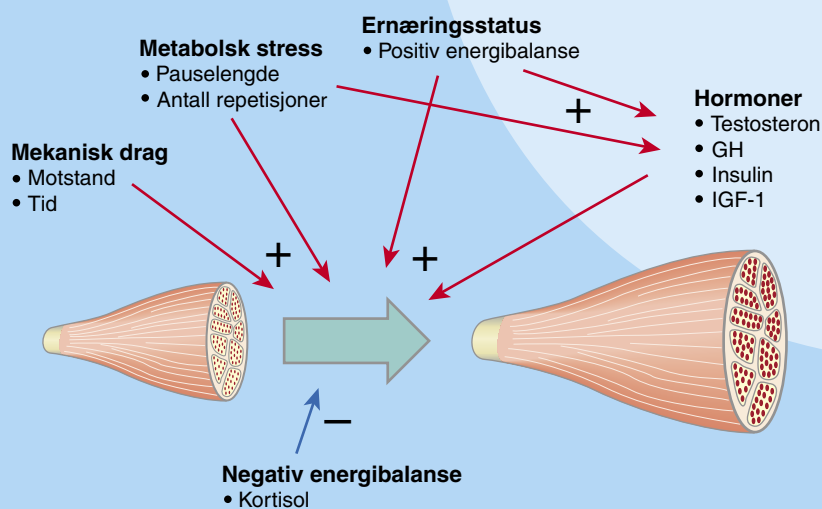 Ernæringsstatus
• Positiv energibalanse
Metabolsk stress
• Pauselengde
• Antall repetisjoner
+
Hormoner
• Testosteron
• GH
• Insulin
• IGF-1
Mekanisk drag
• Motstand
• Tid
+
+
–
Negativ energibalanse
• Kortisol